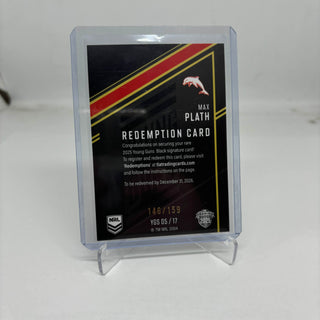 MAX
PLATH
REDEMPTION CARD
Congratulations on securing your rare
2025 Young Guns: Black signature card!
To register and redeem this card, please visit
'Redemptions' at tlatradingcards.com and
follow the instructions on the page.
To be redeemed by December 31, 2026.
148/159
YGS 05 / 17
© TM NRL 2024
NRL
2025